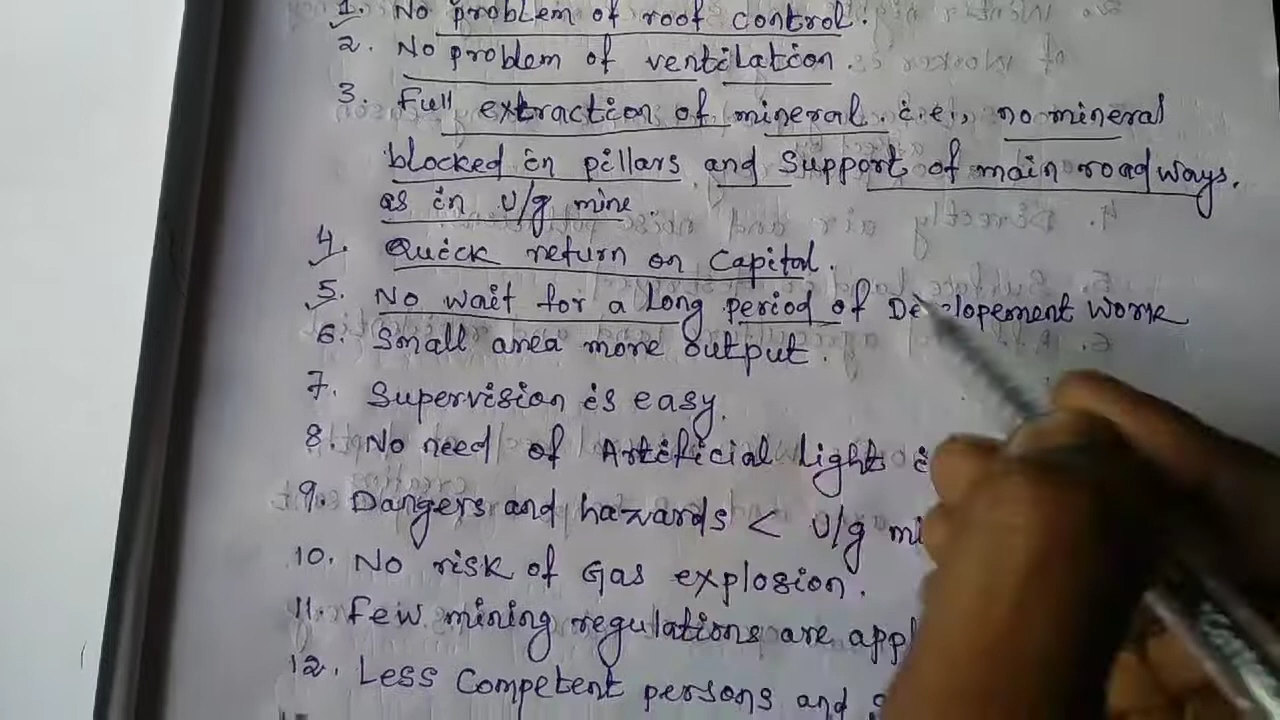 1. No problem of roof control.
2. No problem of ventilation.
3. Full extraction of mineral i.e., no mineral
blocked in pillars and support of main roadways.
as in U/g mine
4. Quick return on Capital.
5. No wait for a Long period of Developement work
6. Small area more output.
7. Supervision is easy.
8. No need of Artificial light
9. Dangers and hazards < U/g
10. No risk of Gas explosion.
11. Few mining regulations are
12. Less Competent persons and